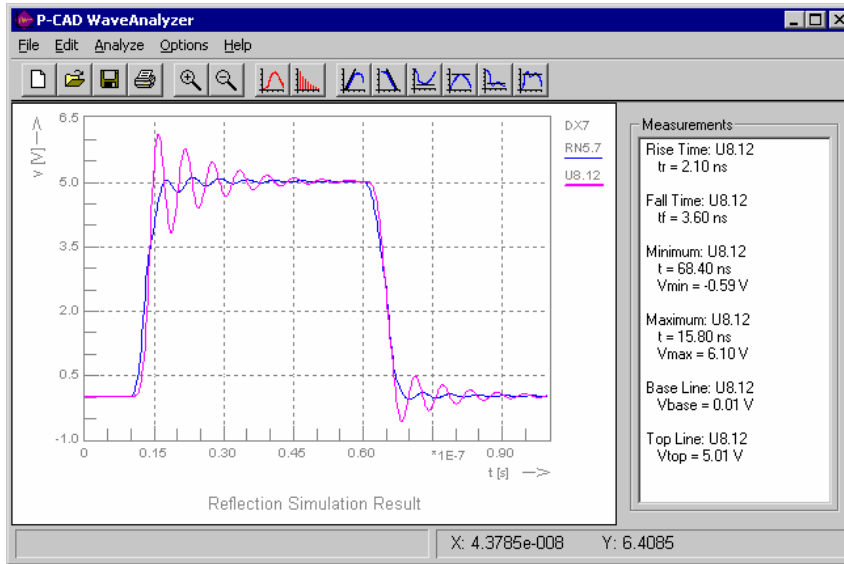 P-CAD WaveAnalyzer
File Edit Analyze Options Help
v [V] -->
6.5
5.0
3.5
2.0
0.5
-1.0
0 0.15 0.30 0.45 0.60 *1E-7 0.90
t [s] -->
Reflection Simulation Result
DX7
RN5.7
U8.12
Measurements
Rise Time: U8.12
tr = 2.10 ns
Fall Time: U8.12
tf = 3.60 ns
Minimum: U8.12
t = 68.40 ns
Vmin = -0.59 V
Maximum: U8.12
t = 15.80 ns
Vmax = 6.10 V
Base Line: U8.12
Vbase = 0.01 V
Top Line: U8.12
Vtop = 5.01 V
X: 4.3785e-008 Y: 6.4085